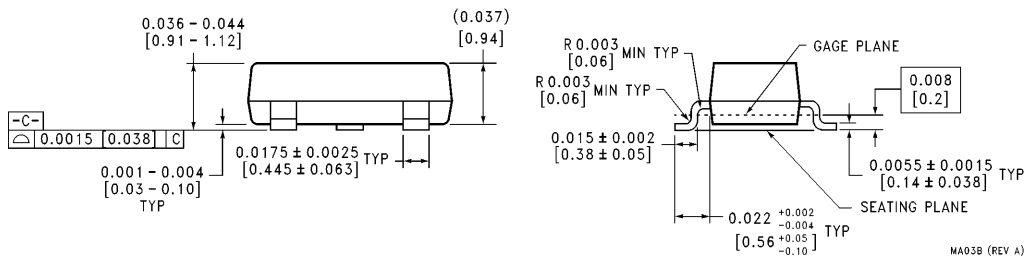 0.036 - 0.044
[0.91 - 1.12]
(0.037)
[0.94]
-C-
⌓ 0.0015 [0.038] C
0.001 - 0.004
[0.03 - 0.10]
TYP
0.0175 ± 0.0025
[0.445 ± 0.063] TYP
R 0.003
[0.06] MIN TYP
R 0.003
[0.06] MIN TYP
GAGE PLANE
0.008
[0.2]
0.015 ± 0.002
[0.38 ± 0.05]
0.0055 ± 0.0015
[0.14 ± 0.038] TYP
SEATING PLANE
0.022 +0.002 -0.004
[0.56 +0.05 -0.10] TYP
MA03B (REV A)